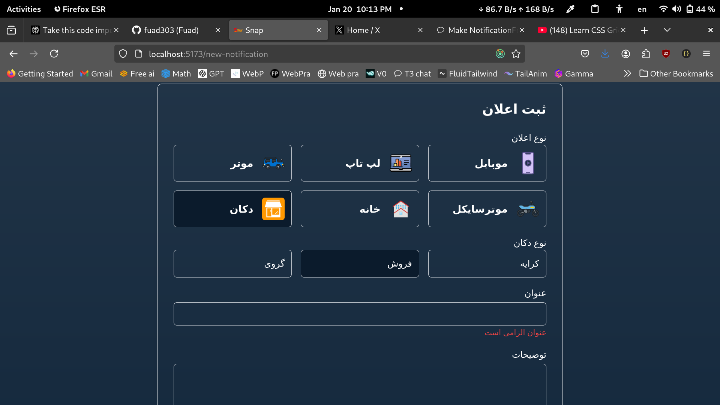 Activities Firefox ESR Jan 20 10:13 PM 86.7 B/s 168 B/s en 44 %
Take this code imp
fuad303 (Fuad)
Snap
Home / X
Make NotificationF
(148) Learn CSS Gr
localhost:5173/new-notification
Getting Started Gmail Free ai Math GPT WebP WebPra Web pra V0 T3 chat FluidTailwind TailAnim Gamma Other Bookmarks
ثبت اعلان
نوع اعلان
موبایل لپ تاپ موتر
موترسایکل خانه دکان
نوع دکان
کرایه فروش گروی
عنوان
عنوان الزامی است
توضیحات